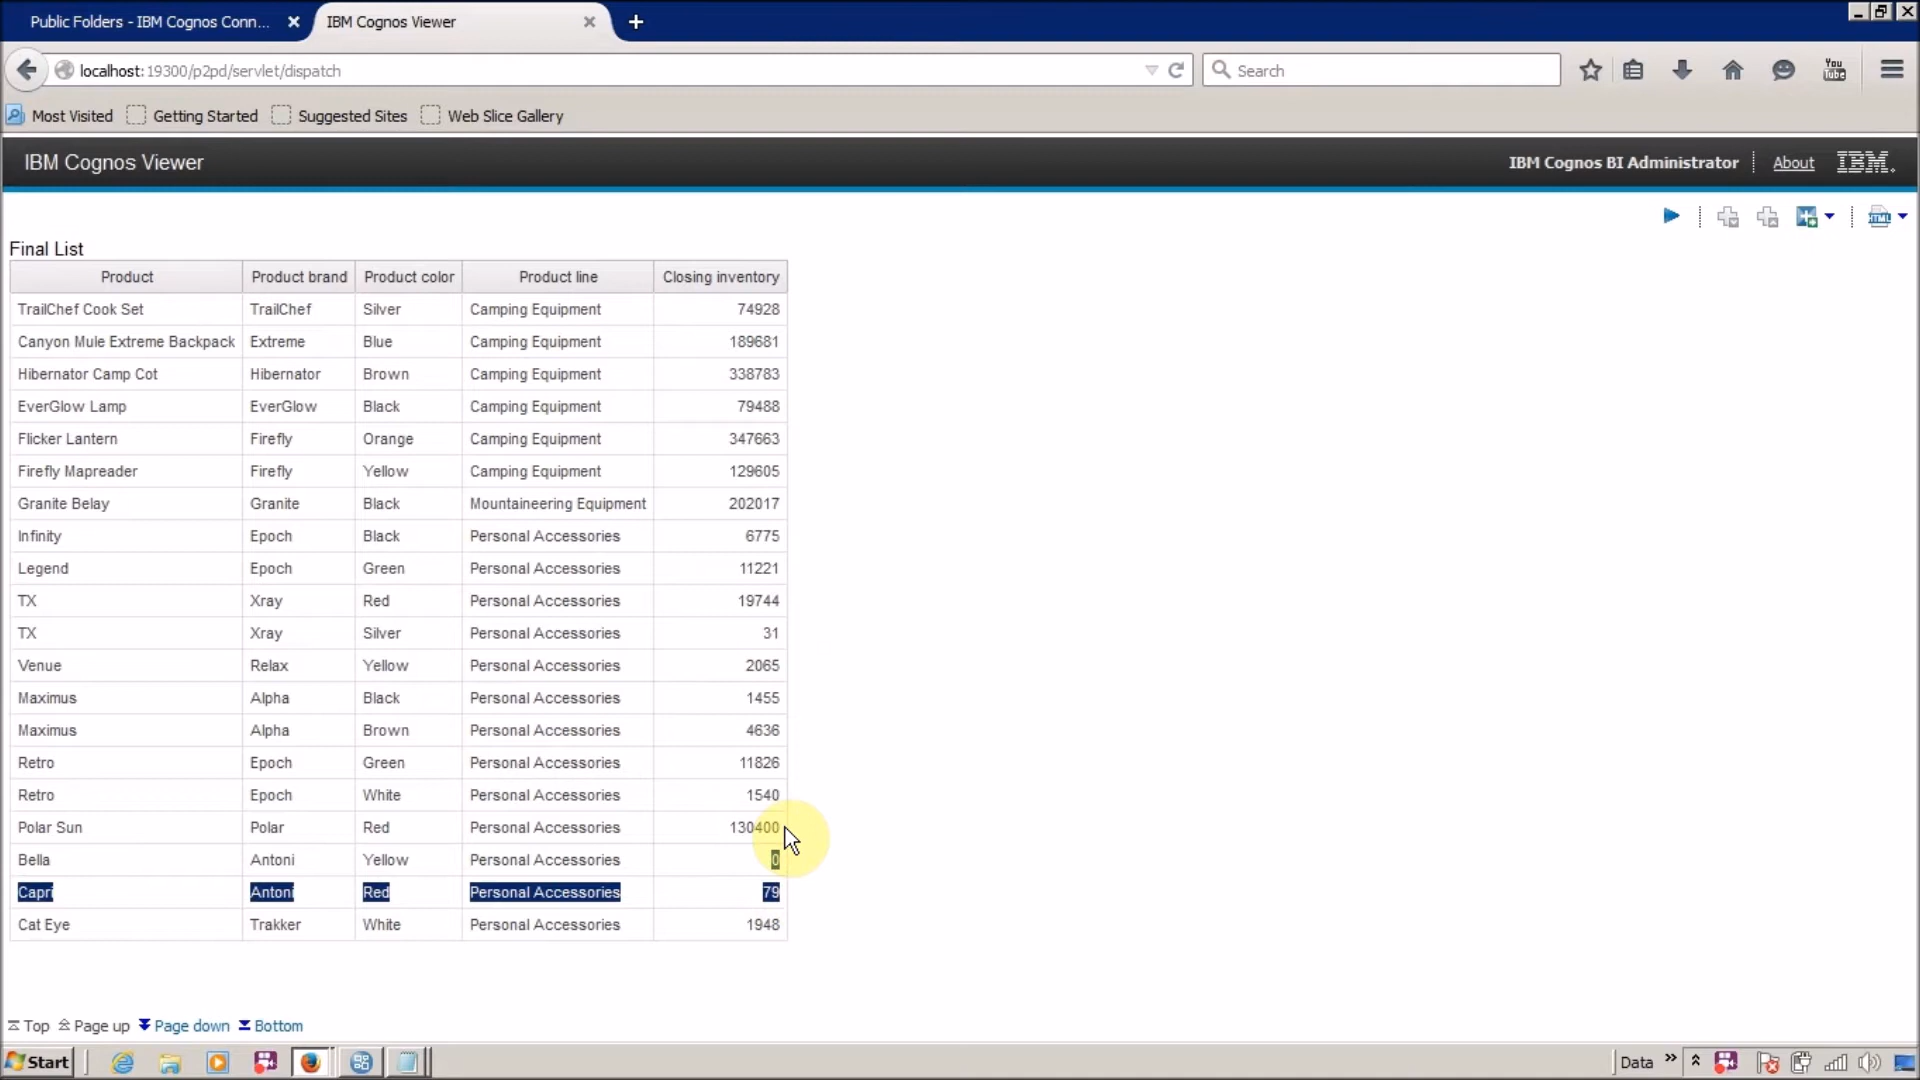 Public Folders - IBM Cognos Conn...
IBM Cognos Viewer
localhost:19300/p2pd/servlet/dispatch
Search
You
Tube
Most Visited Getting Started Suggested Sites Web Slice Gallery
IBM Cognos Viewer
IBM Cognos BI Administrator About IBM.
HTML
Final List
Product Product brand Product color Product line Closing inventory
TrailChef Cook Set TrailChef Silver Camping Equipment 74928
Canyon Mule Extreme Backpack Extreme Blue Camping Equipment 189681
Hibernator Camp Cot Hibernator Brown Camping Equipment 338783
EverGlow Lamp EverGlow Black Camping Equipment 79488
Flicker Lantern Firefly Orange Camping Equipment 347663
Firefly Mapreader Firefly Yellow Camping Equipment 129605
Granite Belay Granite Black Mountaineering Equipment 202017
Infinity Epoch Black Personal Accessories 6775
Legend Epoch Green Personal Accessories 11221
TX Xray Red Personal Accessories 19744
TX Xray Silver Personal Accessories 31
Venue Relax Yellow Personal Accessories 2065
Maximus Alpha Black Personal Accessories 1455
Maximus Alpha Brown Personal Accessories 4636
Retro Epoch Green Personal Accessories 11826
Retro Epoch White Personal Accessories 1540
Polar Sun Polar Red Personal Accessories 130400
Bella Antoni Yellow Personal Accessories 0
Capri Antoni Red Personal Accessories 79
Cat Eye Trakker White Personal Accessories 1948
Top Page up Page down Bottom
Start
Data